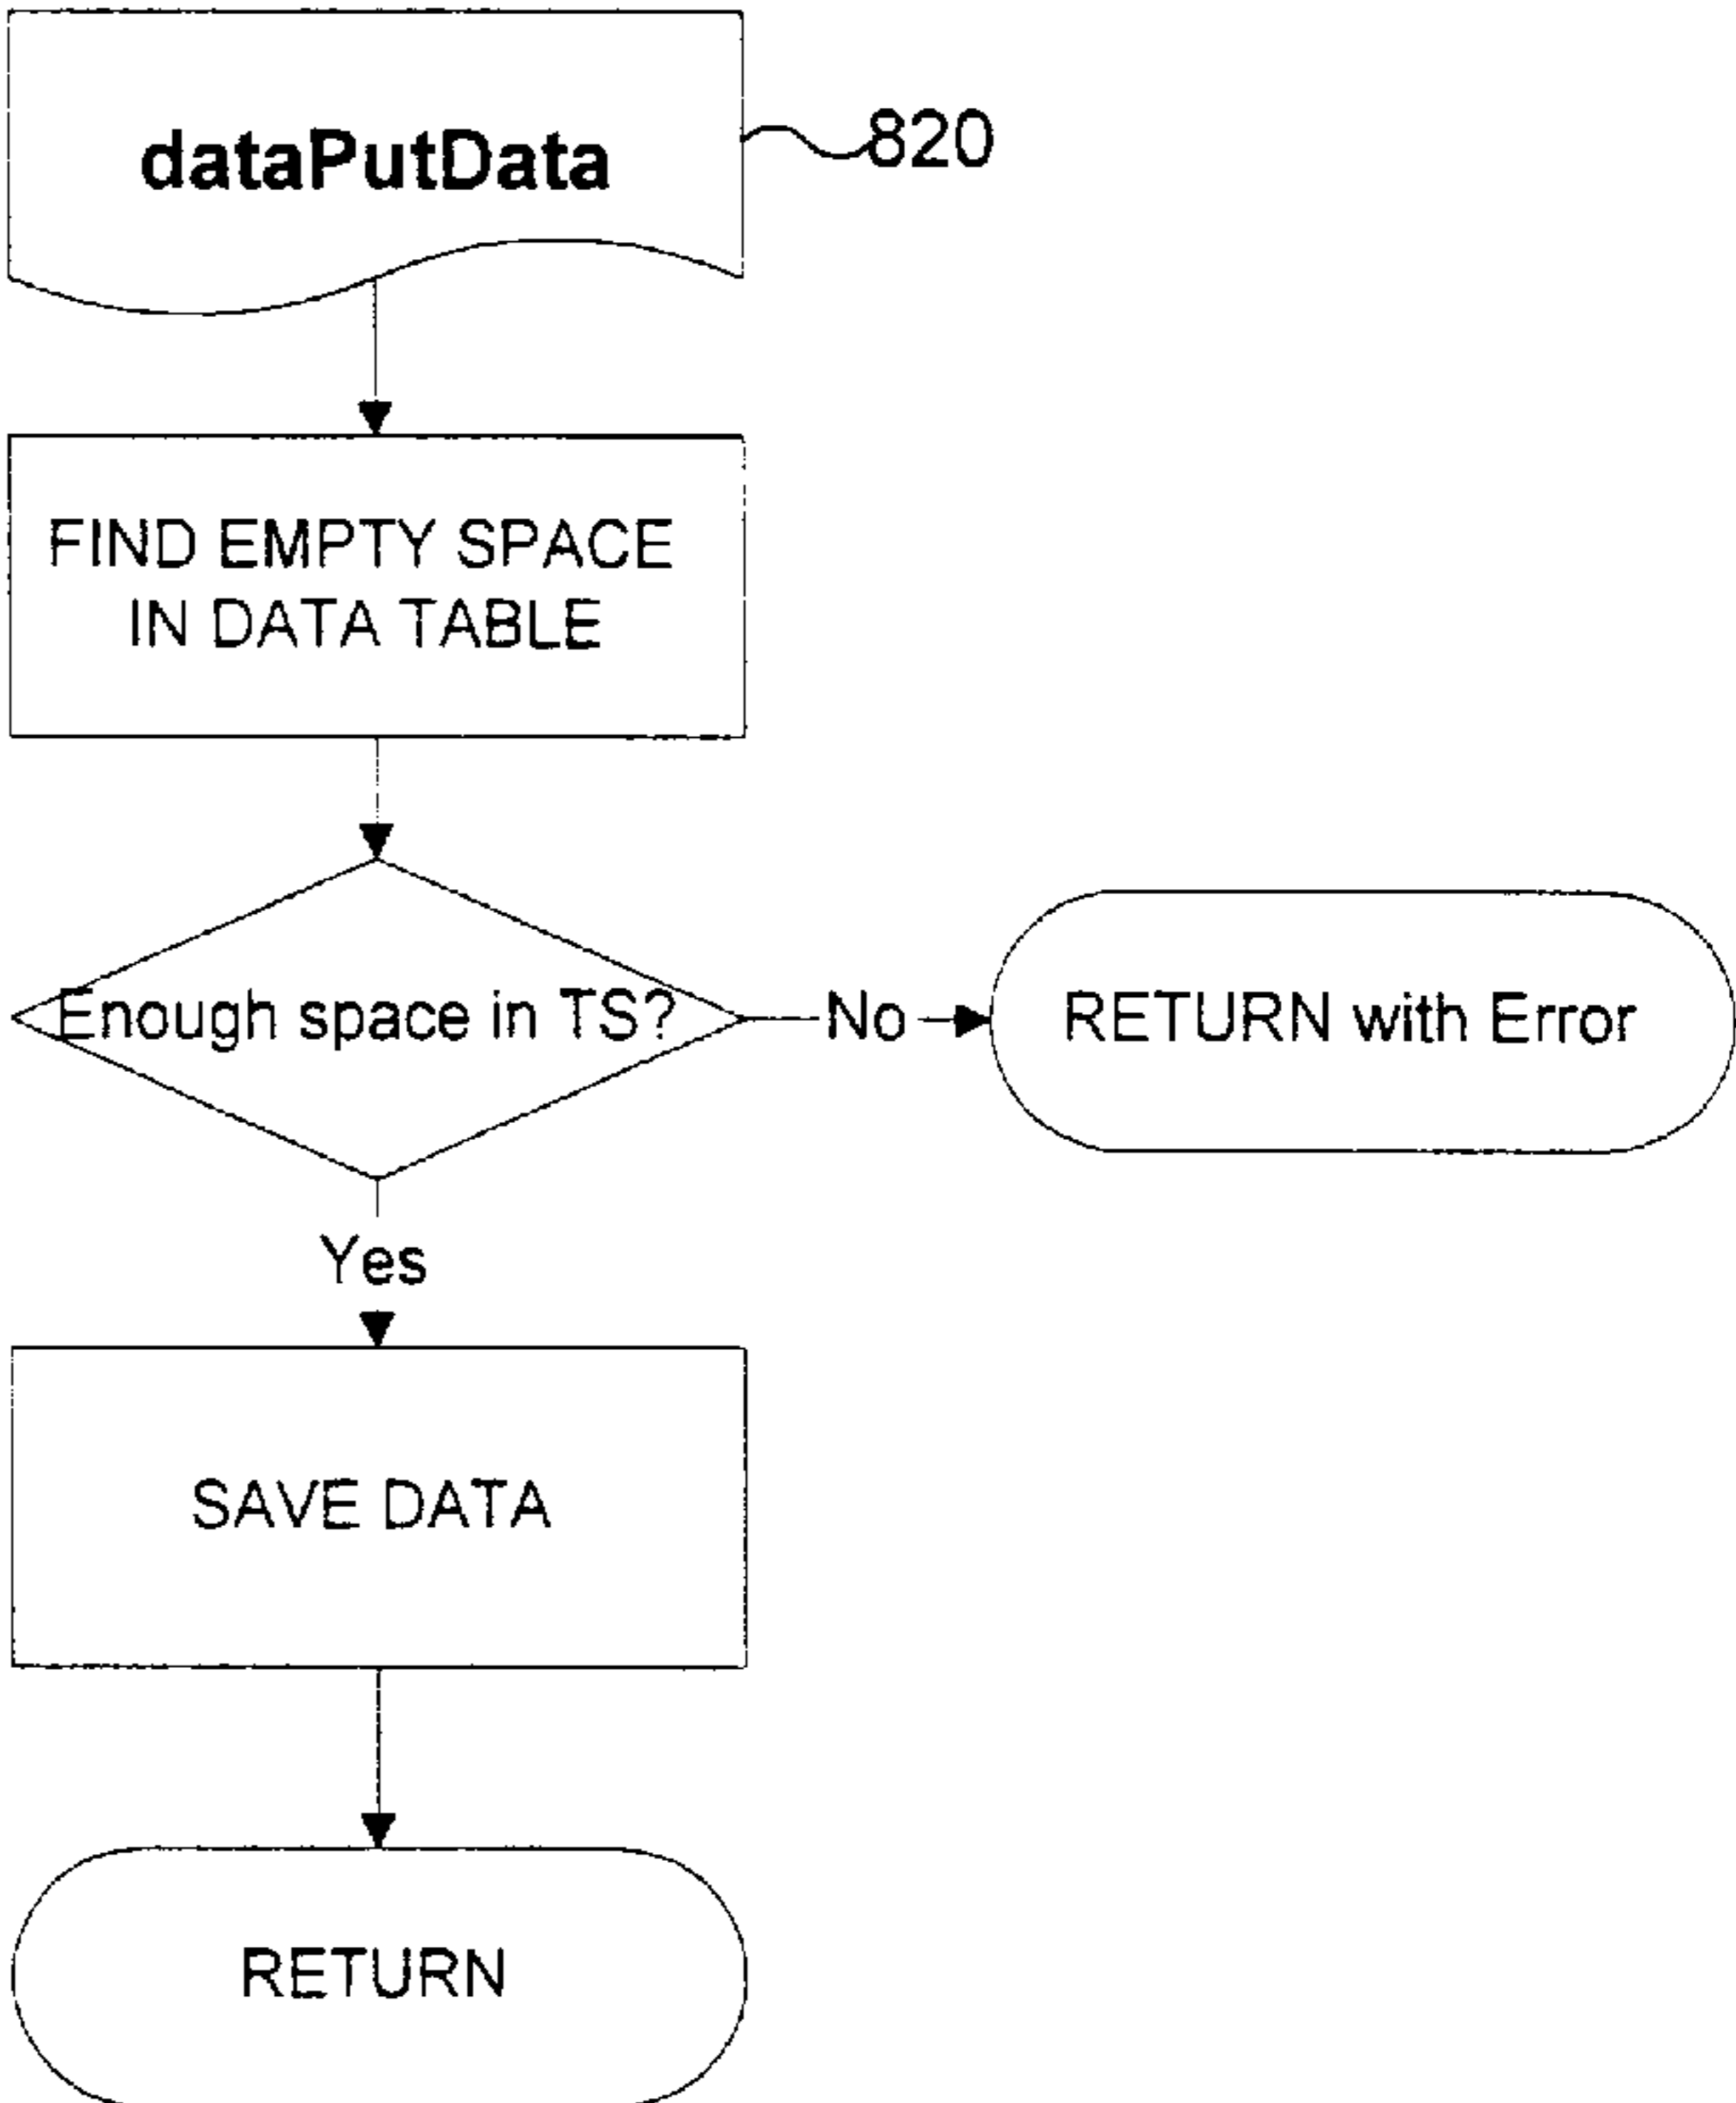 dataPutData
820
FIND EMPTY SPACE
IN DATA TABLE
Enough space in TS?
No
RETURN with Error
Yes
SAVE DATA
RETURN